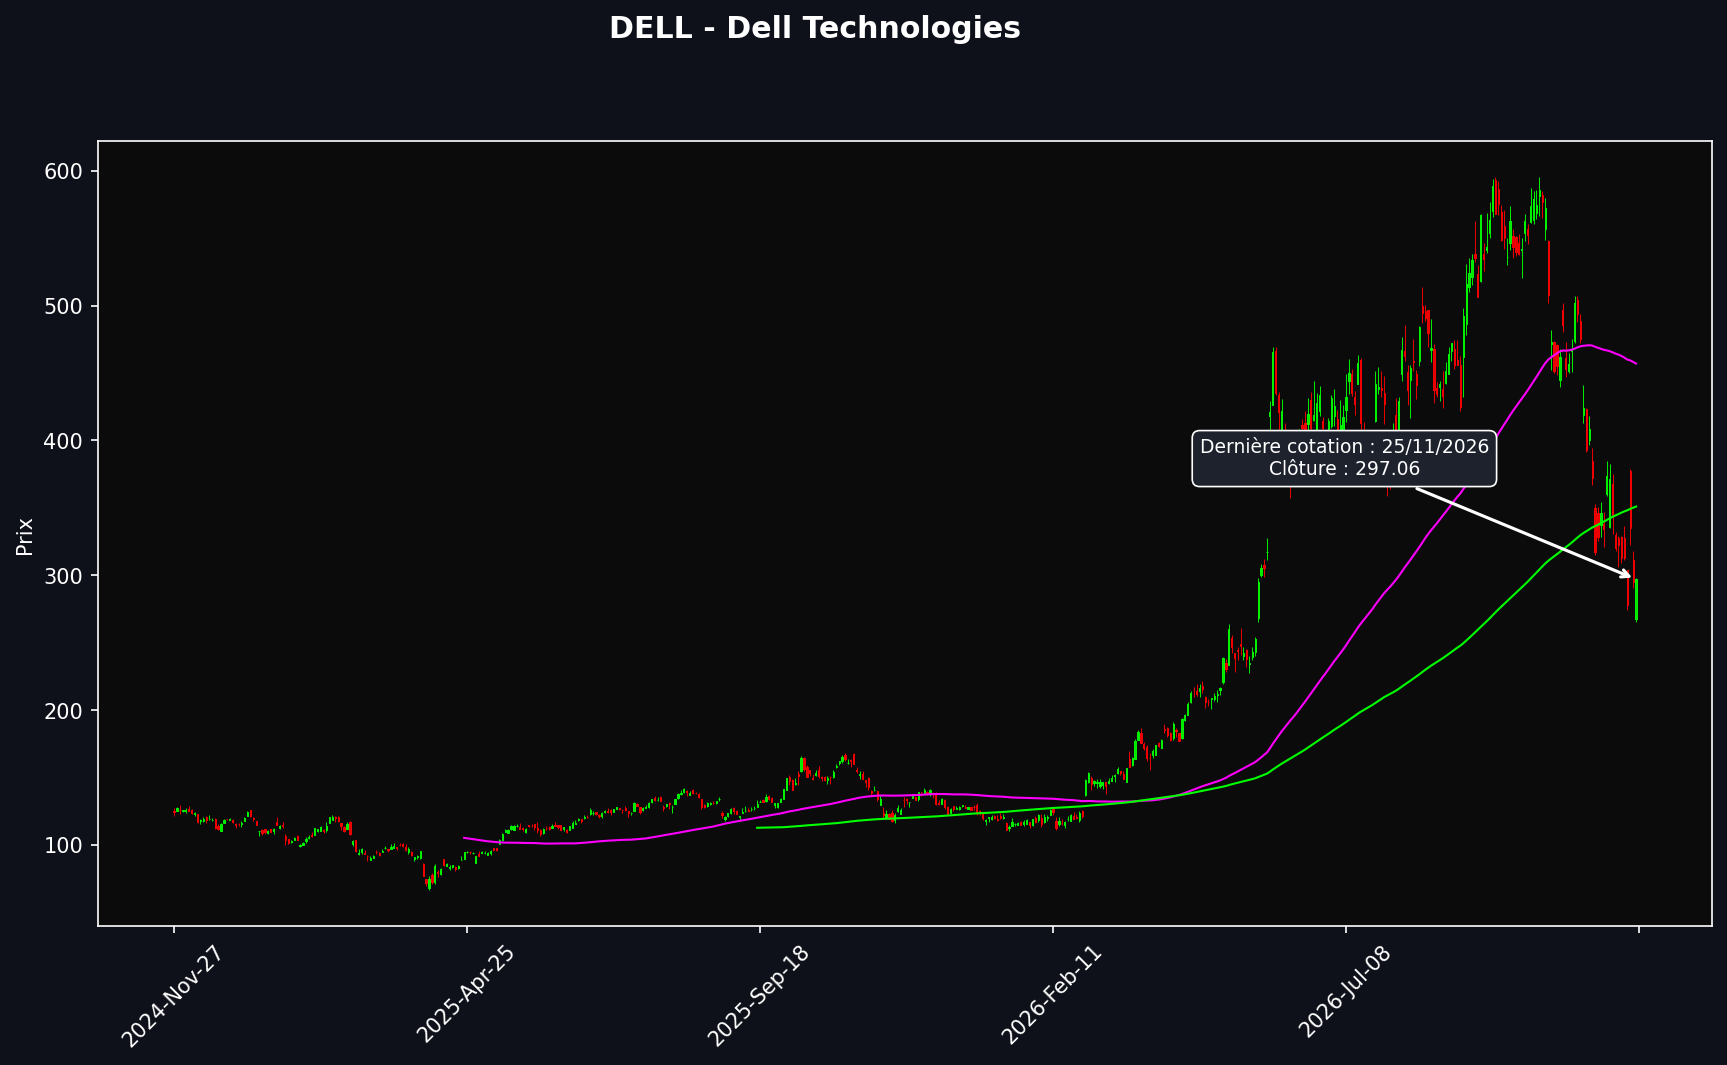 DELL - Dell Technologies
600
500
400
300
200
100
Prix
Dernière cotation : 25/11/2026
Clôture : 297.06
2024-Nov-27
2025-Apr-25
2025-Sep-18
2026-Feb-11
2026-Jul-08